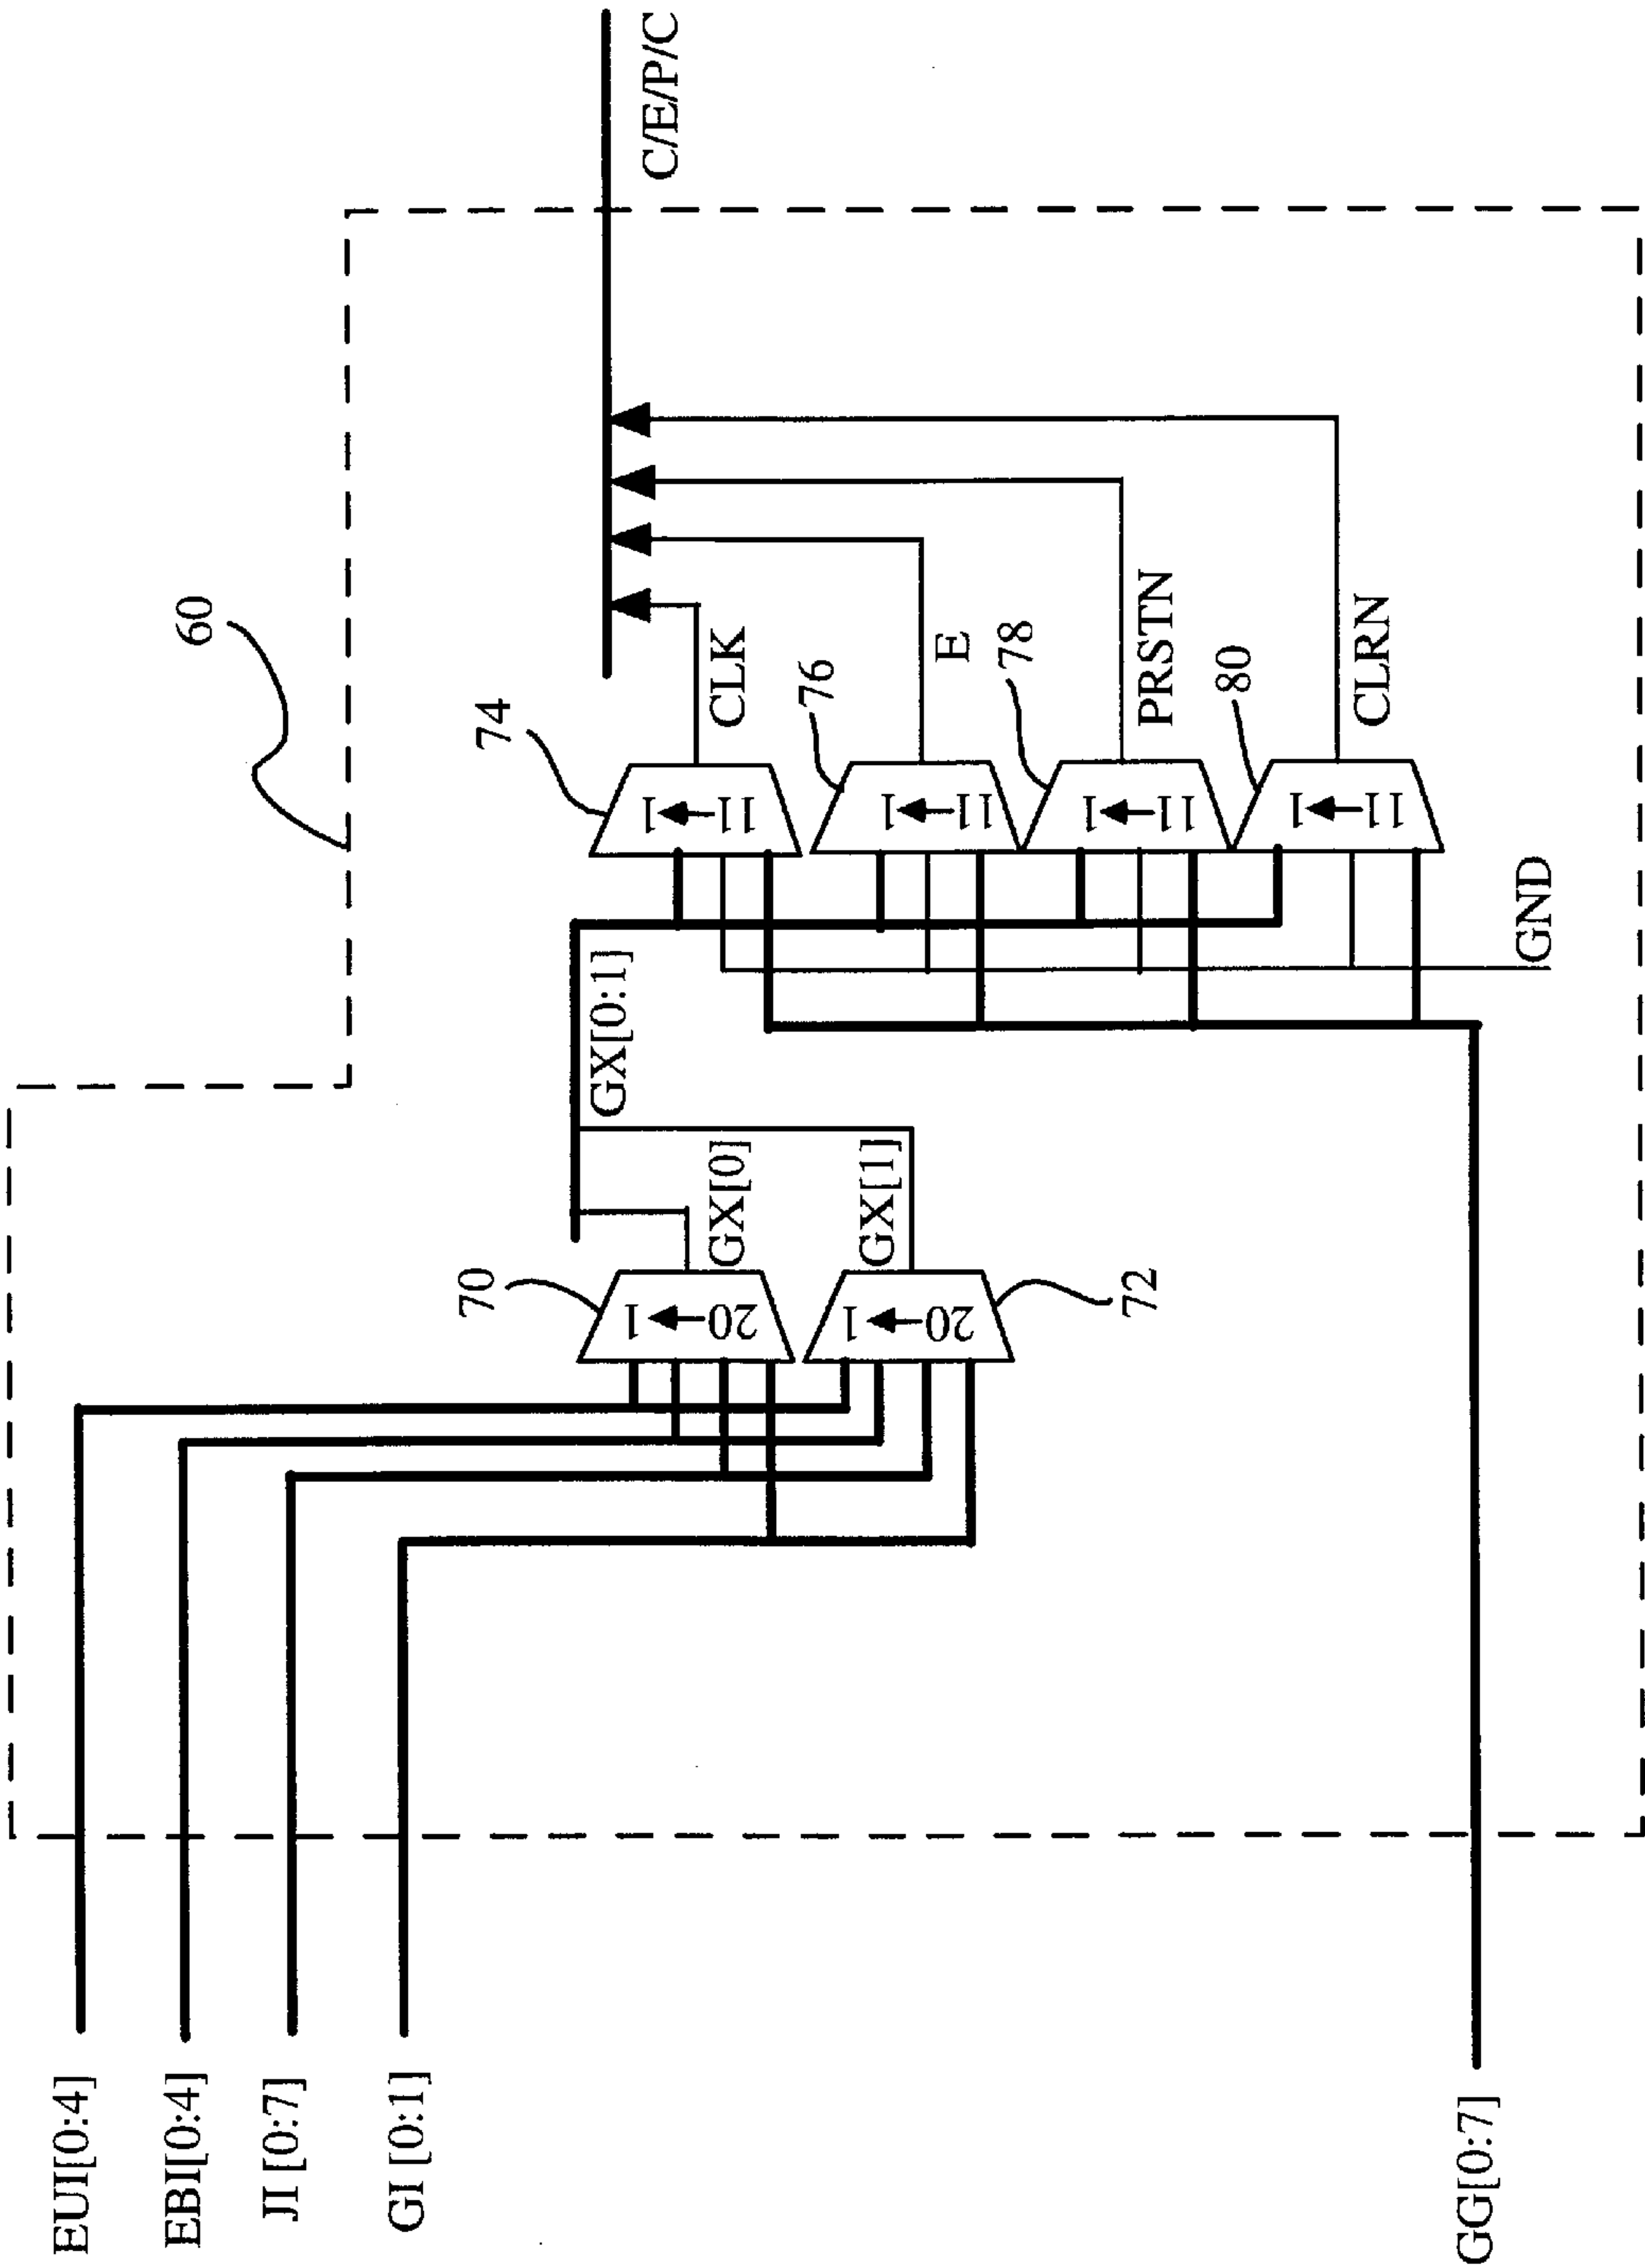 60
C/E/P/C
EUI[0:4]
EBI[0:4]
JI [0:7]
GI [0:1]
GG[0:7]
70
20
1
GX[0]
72
20
1
GX[1]
GX[0:1]
74
11
1
CLK
76
11
1
E
78
11
1
PRSTN
80
11
1
CLRN
GND